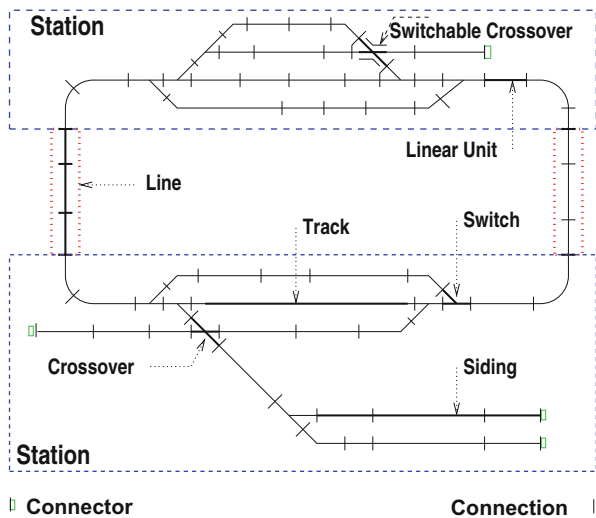 Station
Switchable Crossover
Linear Unit
Line
Track
Switch
Crossover
Siding
Station
Connector
Connection